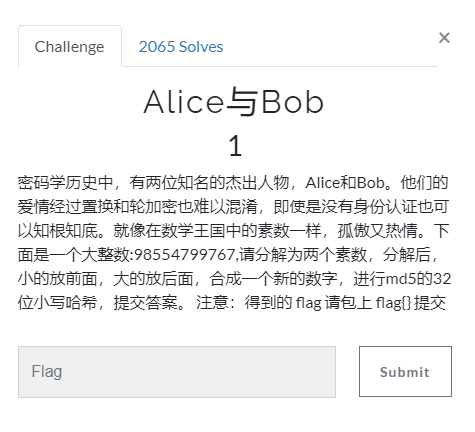 Challenge
2065 Solves
×
Alice与Bob
1
密码学历史中，有两位知名的杰出人物，Alice和Bob。他们的
爱情经过置换和轮加密也难以混淆，即使是没有身份认证也可
以知根知底。就像在数学王国中的素数一样，孤傲又热情。下
面是一个大整数:98554799767,请分解为两个素数，分解后，
小的放前面，大的放后面，合成一个新的数字，进行md5的32
位小写哈希，提交答案。 注意：得到的 flag 请包上 flag{} 提交
Flag
Submit